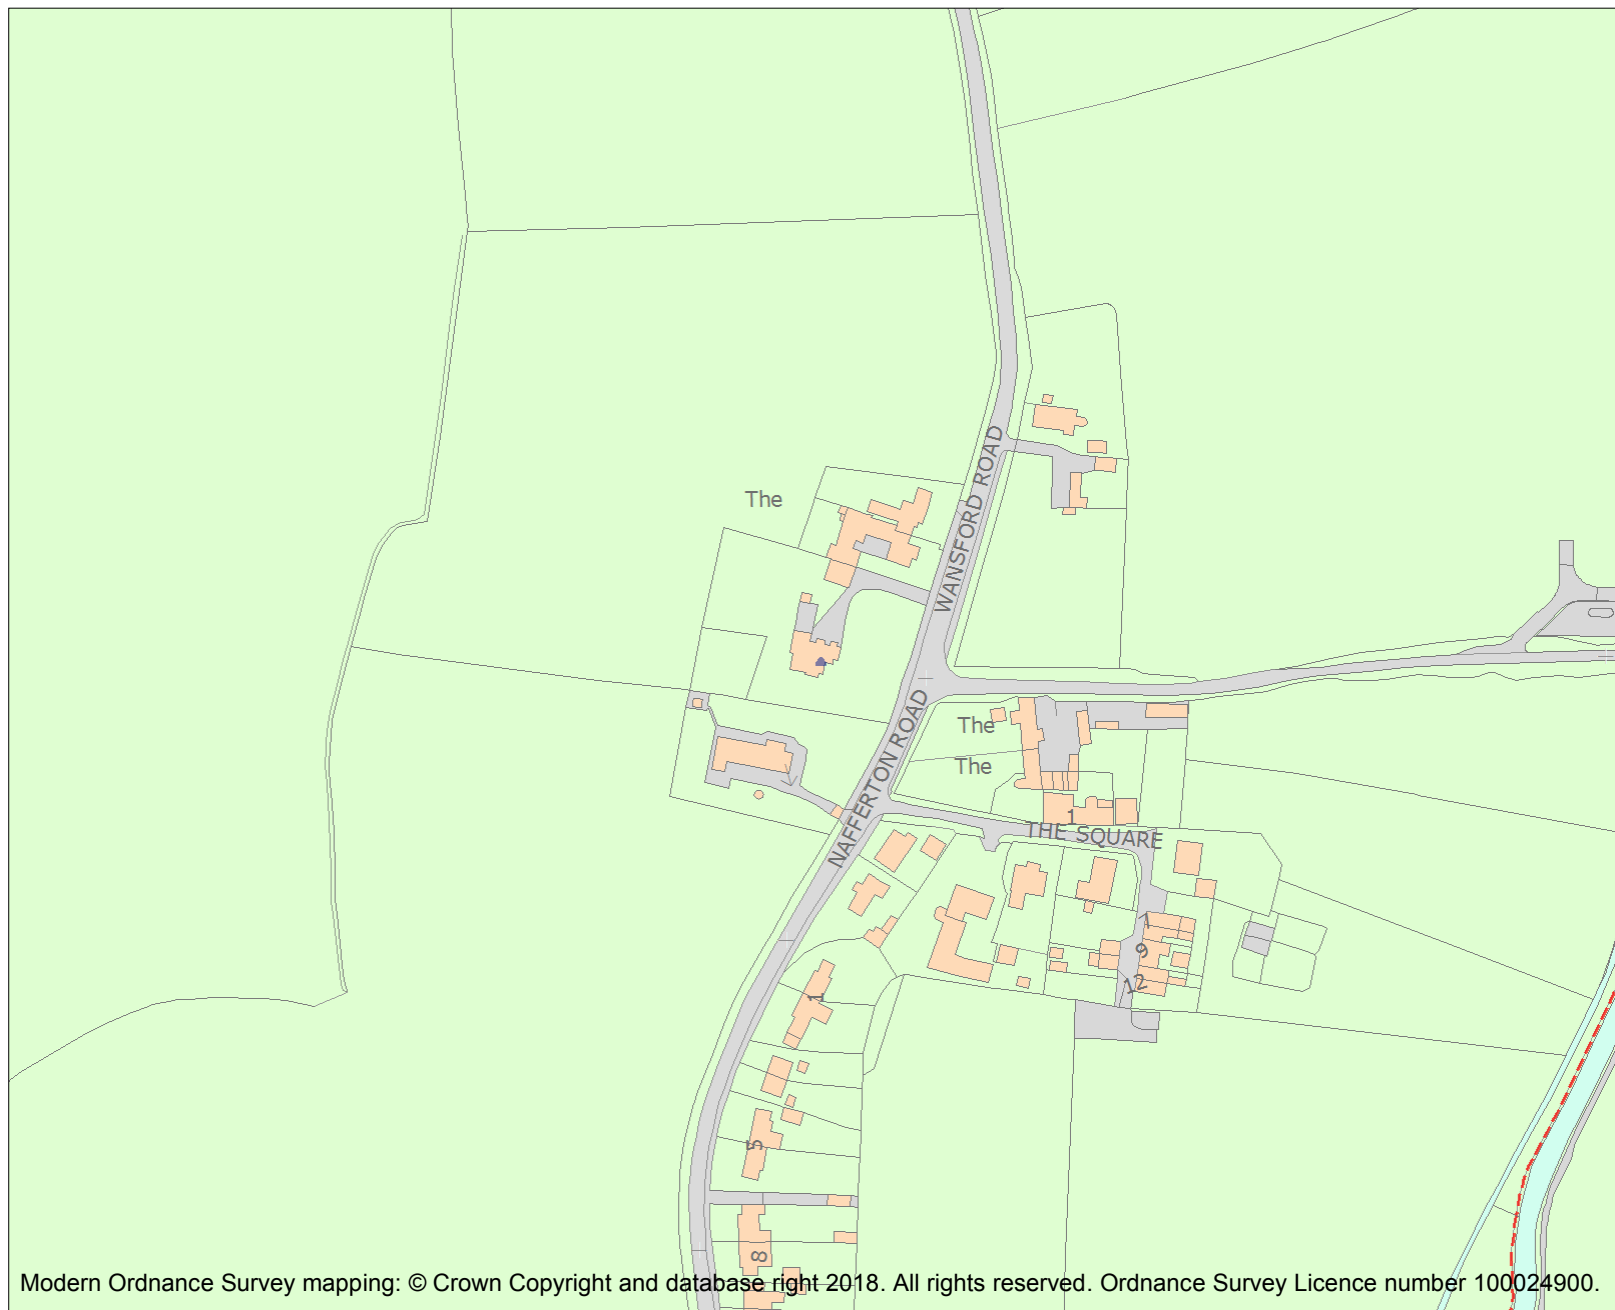 WANSFORD ROAD
The
NAFFERTON ROAD
The
The
1
THE SQUARE
7
9
12
1
5
8
Modern Ordnance Survey mapping: © Crown Copyright and database right 2018. All rights reserved. Ordnance Survey Licence number 100024900.